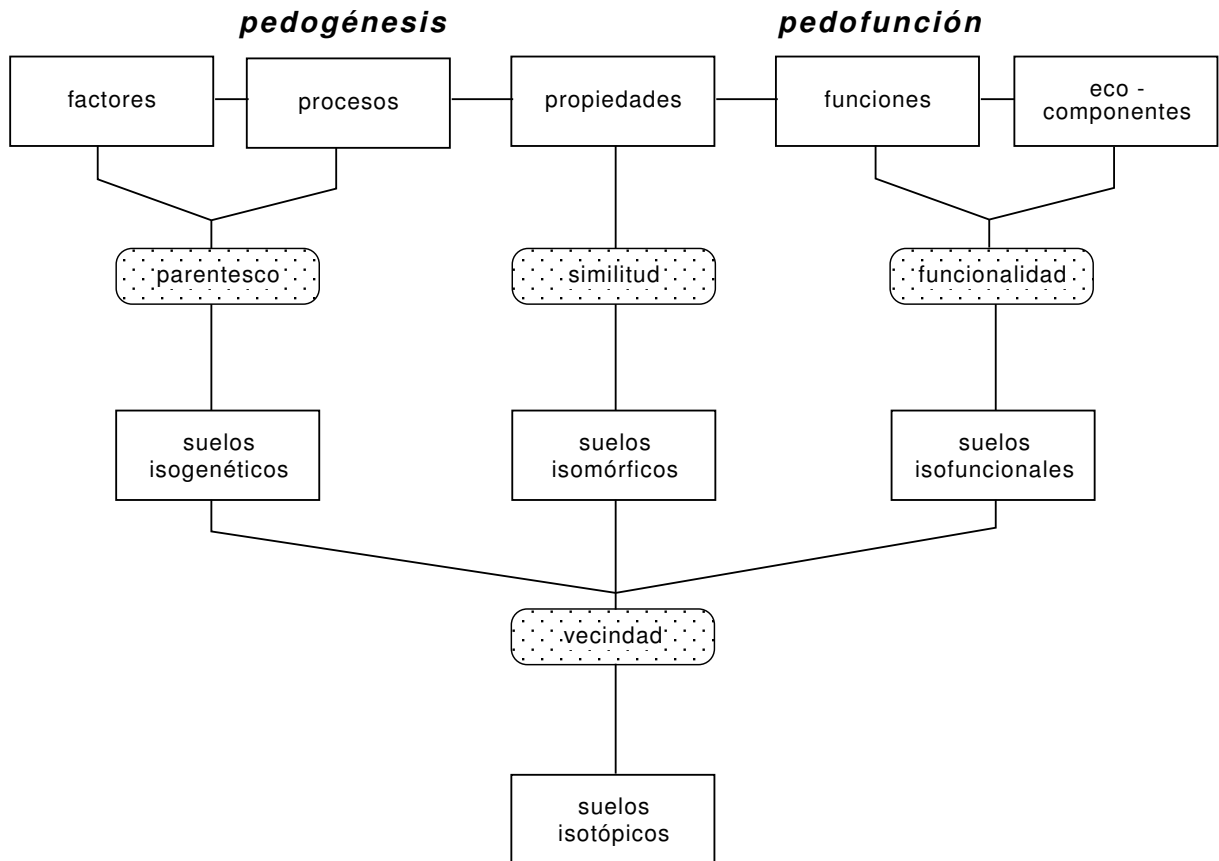 pedogénesis
pedofunción
factores
procesos
propiedades
funciones
eco -
componentes
parentesco
similitud
funcionalidad
suelos
isogenéticos
suelos
isomórficos
suelos
isofuncionales
vecindad
suelos
isotópicos